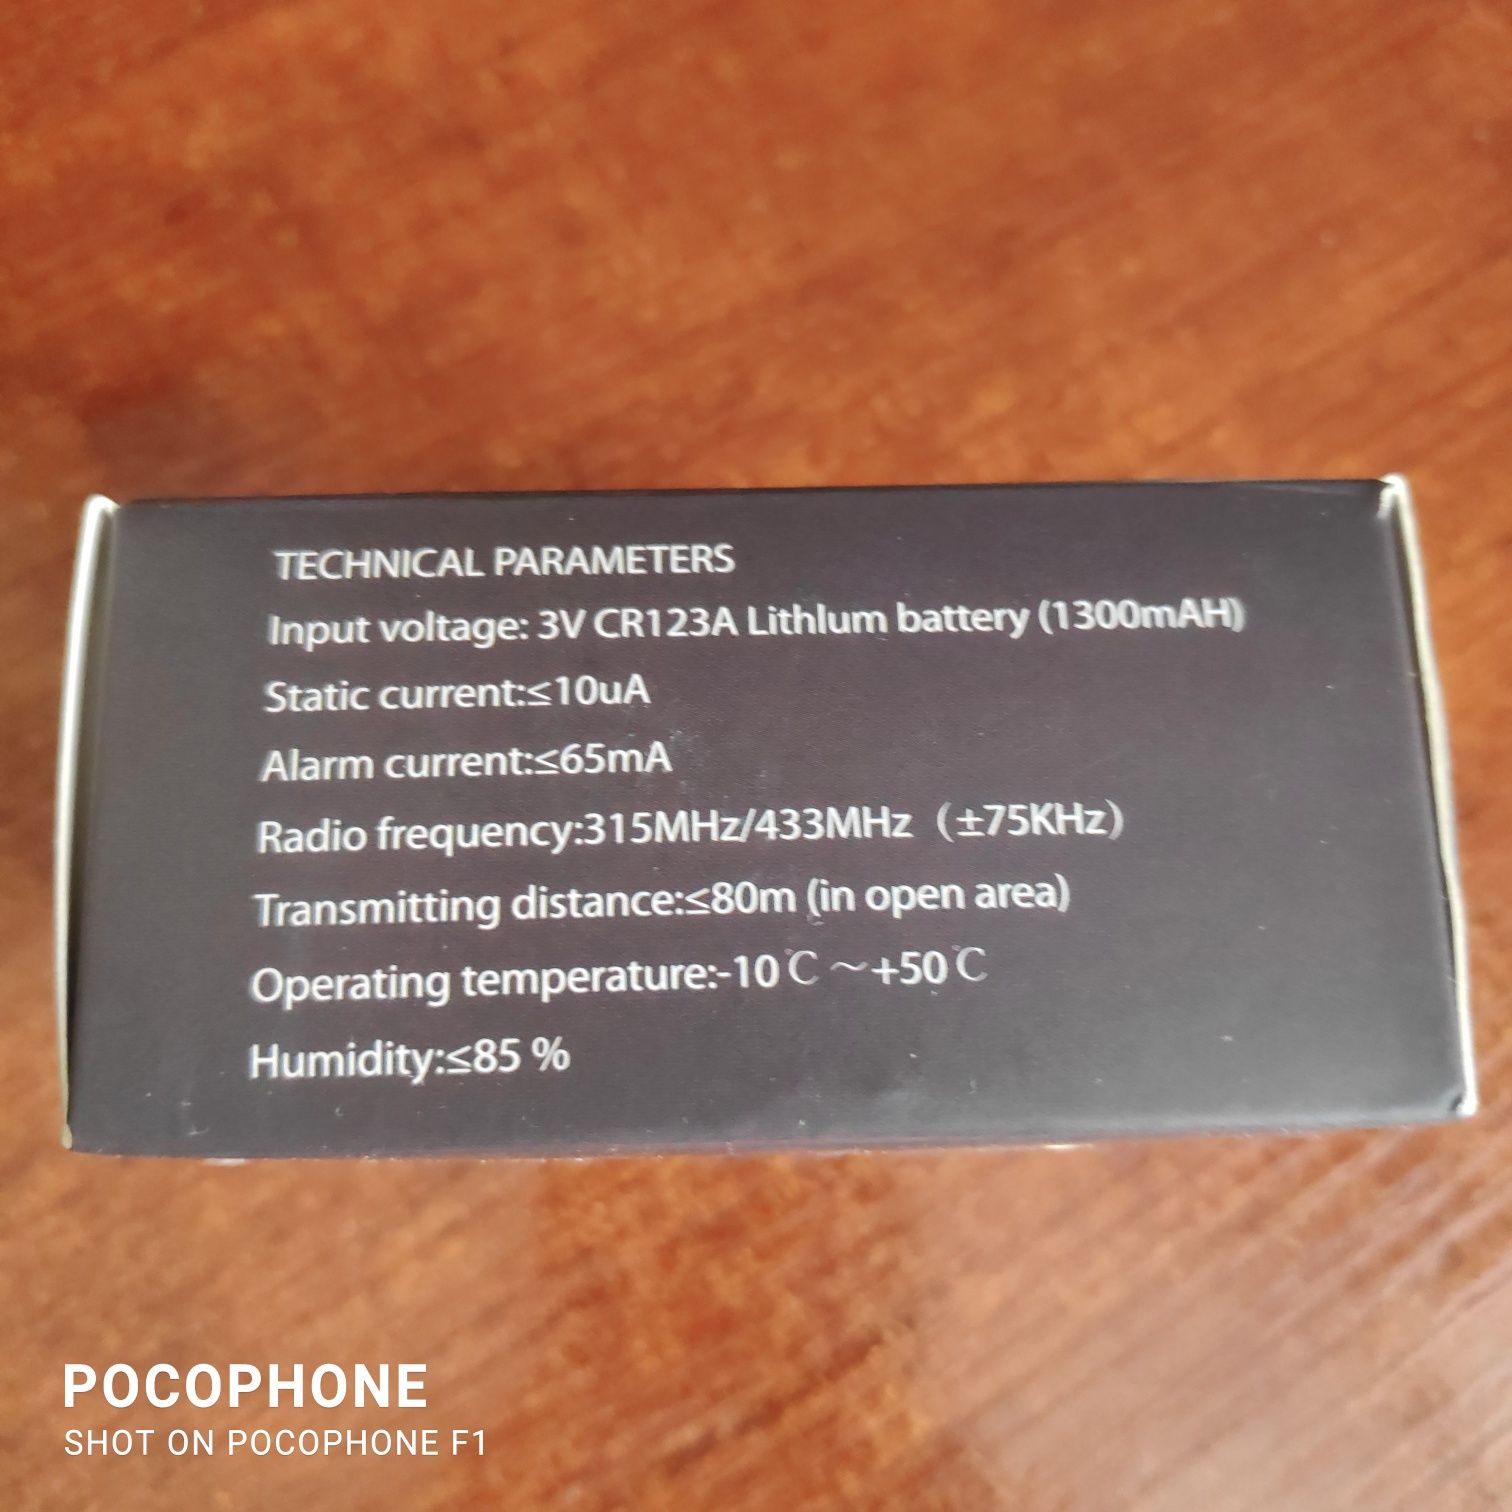 TECHNICAL PARAMETERS
Input voltage: 3V CR123A Lithlum battery (1300mAH)
Static current:≤10uA
Alarm current:≤65mA
Radio frequency:315MHz/433MHz（±75KHz）
Transmitting distance:≤80m (in open area)
Operating temperature:-10℃～+50℃
Humidity:≤85 %
POCOPHONE
SHOT ON POCOPHONE F1